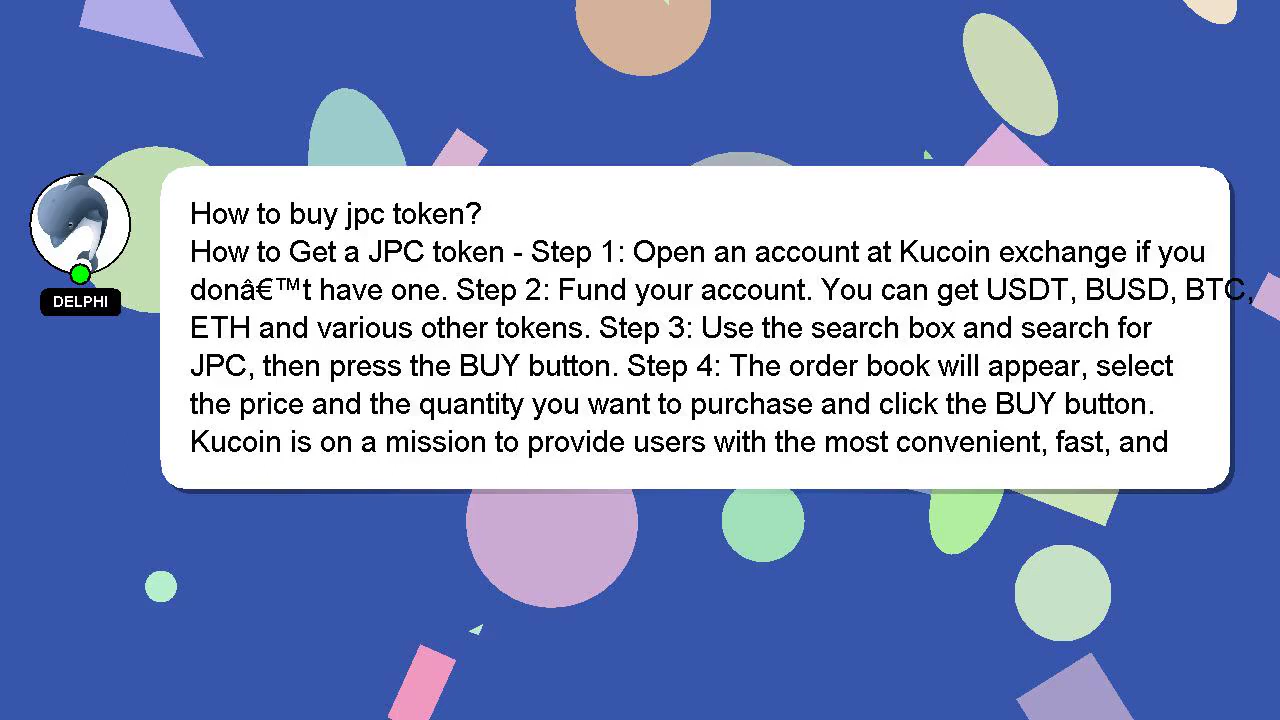 How to buy jpc token?
How to Get a JPC token - Step 1: Open an account at Kucoin exchange if you
donâ€™t have one. Step 2: Fund your account. You can get USDT, BUSD, BTC,
ETH and various other tokens. Step 3: Use the search box and search for
JPC, then press the BUY button. Step 4: The order book will appear, select
the price and the quantity you want to purchase and click the BUY button.
Kucoin is on a mission to provide users with the most convenient, fast, and
DELPHI